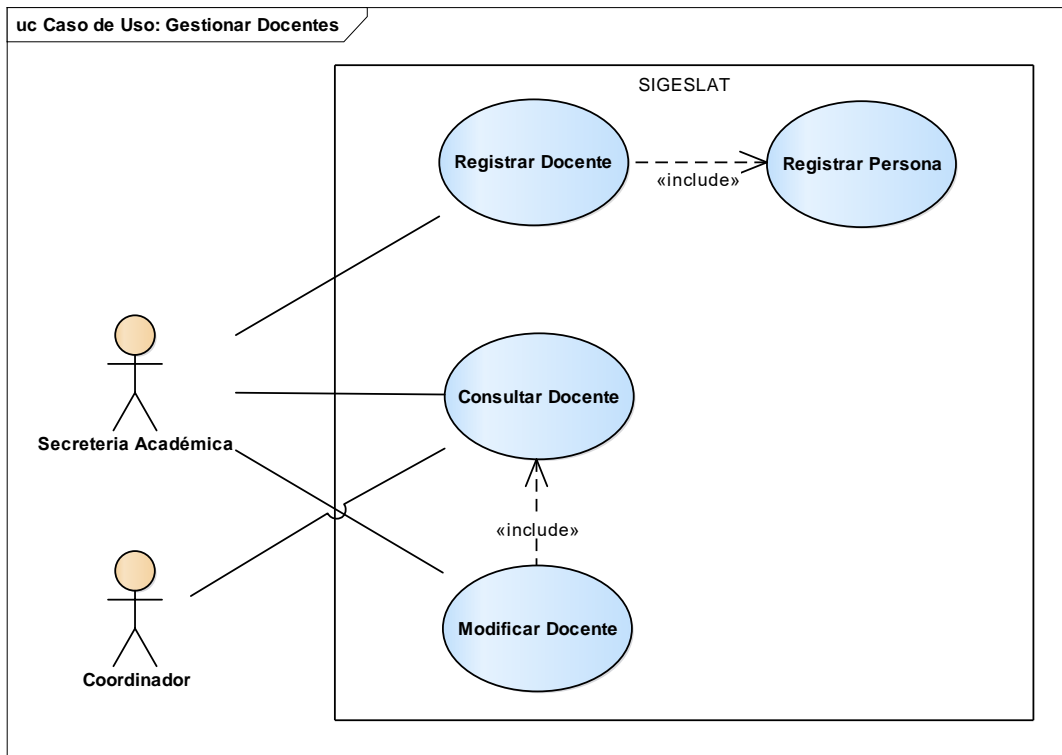 uc Caso de Uso: Gestionar Docentes
SIGESLAT
Registrar Docente
«include»
Registrar Persona
Secreteria Académica
Consultar Docente
«include»
Modificar Docente
Coordinador